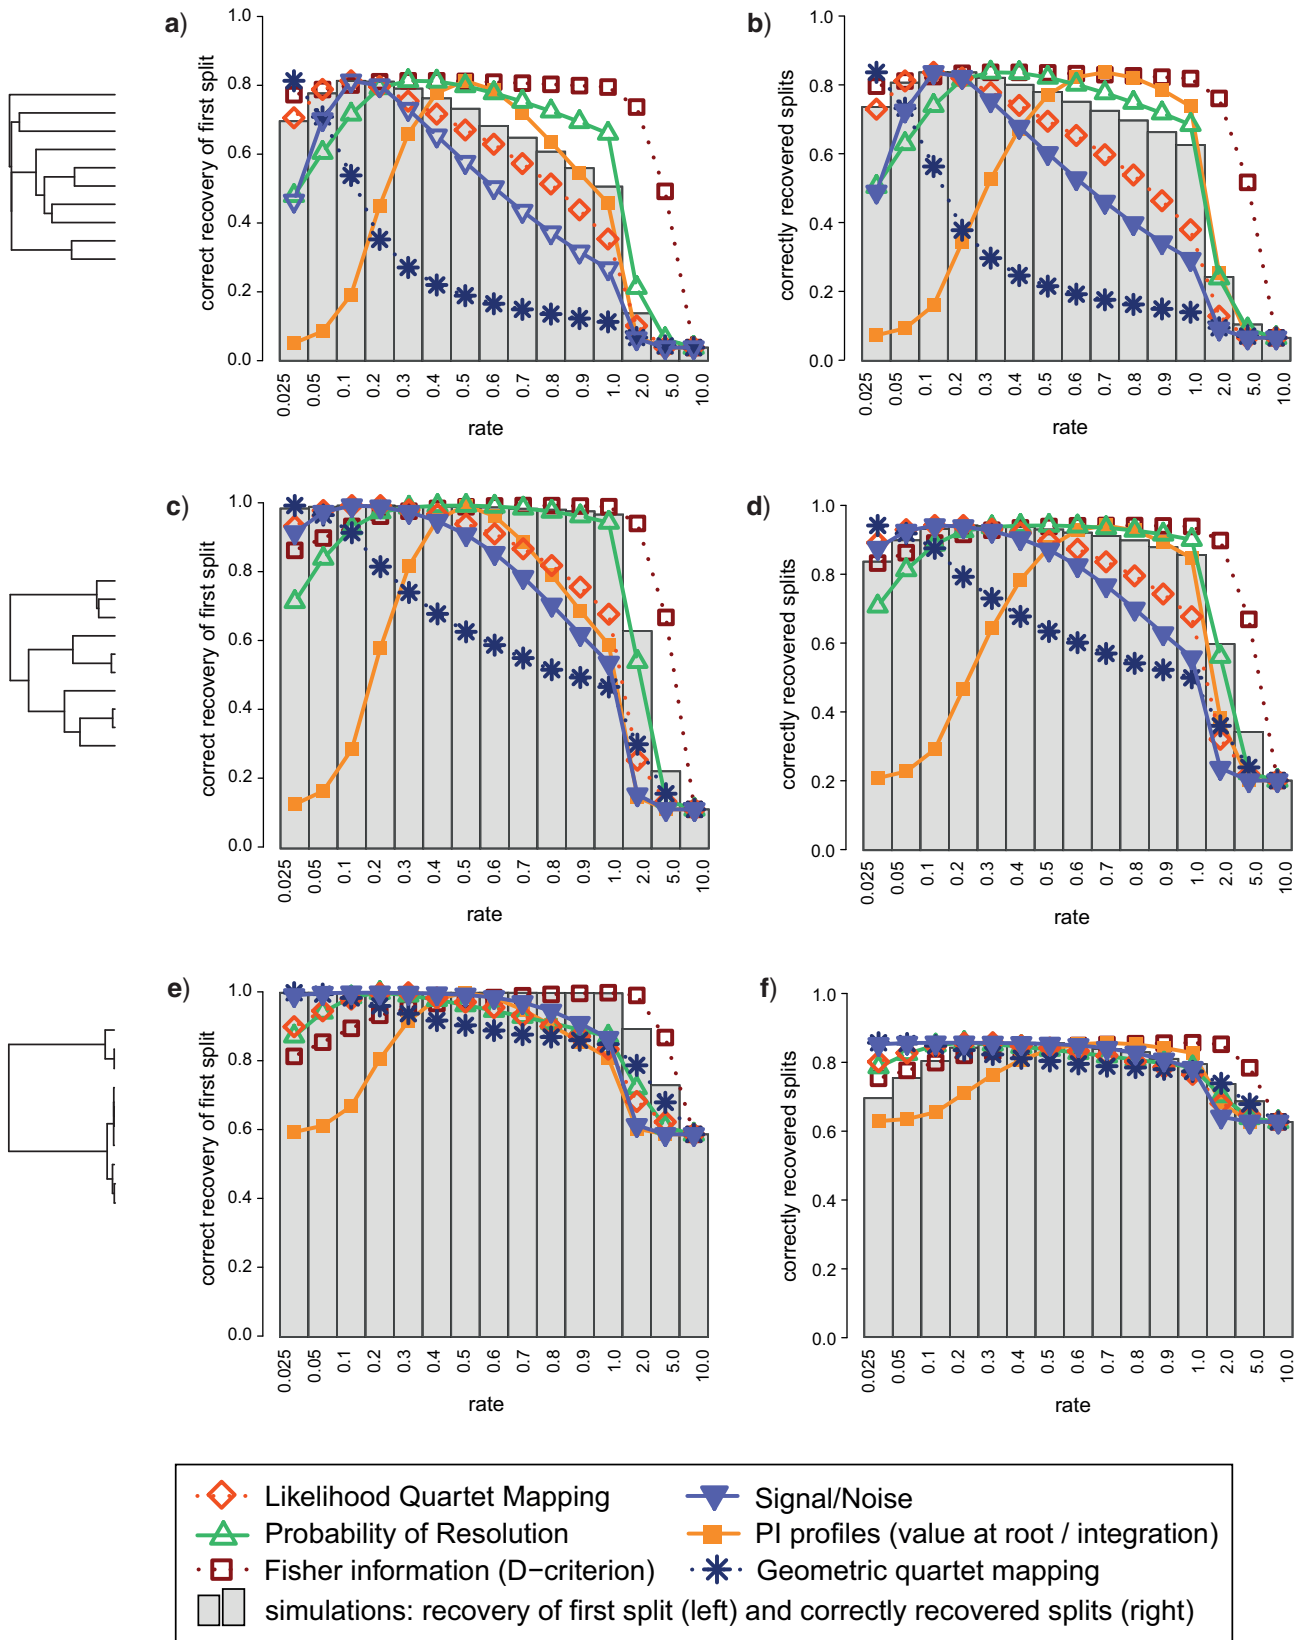 a)
correct recovery of first split
1.0
0.8
0.6
0.4
0.2
0.0
0.025 0.05 0.1 0.2 0.3 0.4 0.5 0.6 0.7 0.8 0.9 1.0 2.0 5.0 10.0
rate
b)
correctly recovered splits
1.0
0.8
0.6
0.4
0.2
0.0
0.025 0.05 0.1 0.2 0.3 0.4 0.5 0.6 0.7 0.8 0.9 1.0 2.0 5.0 10.0
rate
c)
correct recovery of first split
1.0
0.8
0.6
0.4
0.2
0.0
0.025 0.05 0.1 0.2 0.3 0.4 0.5 0.6 0.7 0.8 0.9 1.0 2.0 5.0 10.0
rate
d)
correctly recovered splits
1.0
0.8
0.6
0.4
0.2
0.0
0.025 0.05 0.1 0.2 0.3 0.4 0.5 0.6 0.7 0.8 0.9 1.0 2.0 5.0 10.0
rate
e)
correct recovery of first split
1.0
0.8
0.6
0.4
0.2
0.0
0.025 0.05 0.1 0.2 0.3 0.4 0.5 0.6 0.7 0.8 0.9 1.0 2.0 5.0 10.0
rate
f)
correctly recovered splits
1.0
0.8
0.6
0.4
0.2
0.0
0.025 0.05 0.1 0.2 0.3 0.4 0.5 0.6 0.7 0.8 0.9 1.0 2.0 5.0 10.0
rate
Likelihood Quartet Mapping
Signal/Noise
Probability of Resolution
PI profiles (value at root / integration)
Fisher information (D−criterion)
Geometric quartet mapping
simulations: recovery of first split (left) and correctly recovered splits (right)